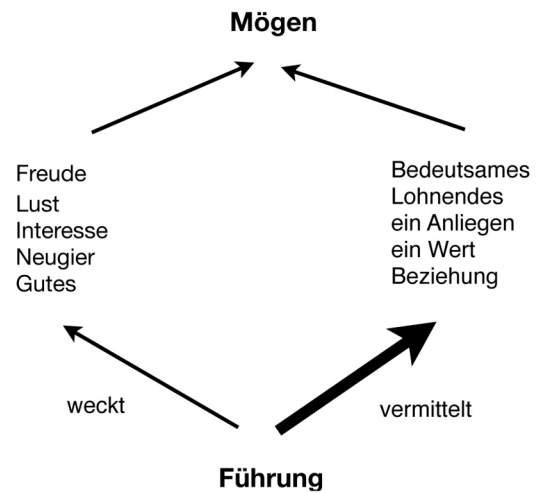 Mögen
Freude
Lust
Interesse
Neugier
Gutes
Bedeutsames
Lohnendes
ein Anliegen
ein Wert
Beziehung
weckt
vermittelt
Führung